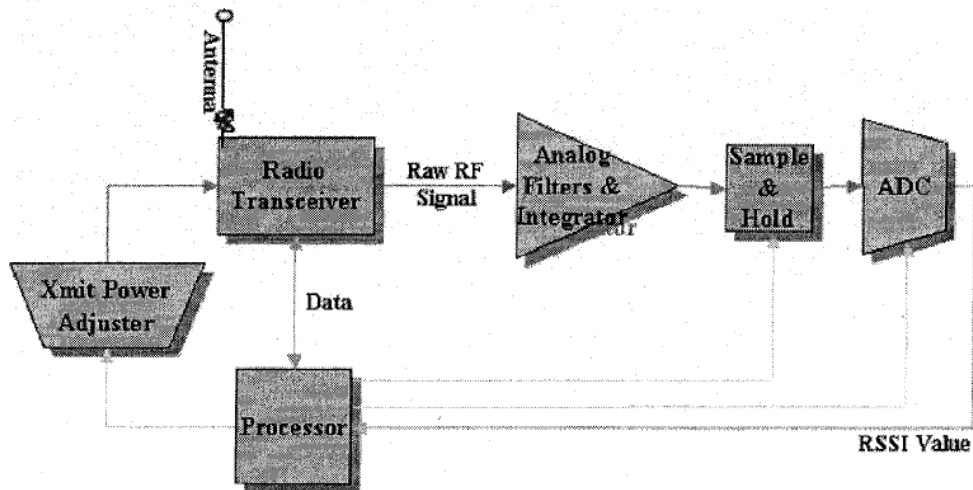 Antenna
Radio
Transceiver
Raw RF
Signal
Analog
Filters &
Integrator
Sample
&
Hold
ADC
Xmit Power
Adjuster
Data
Processor
RSSI Value